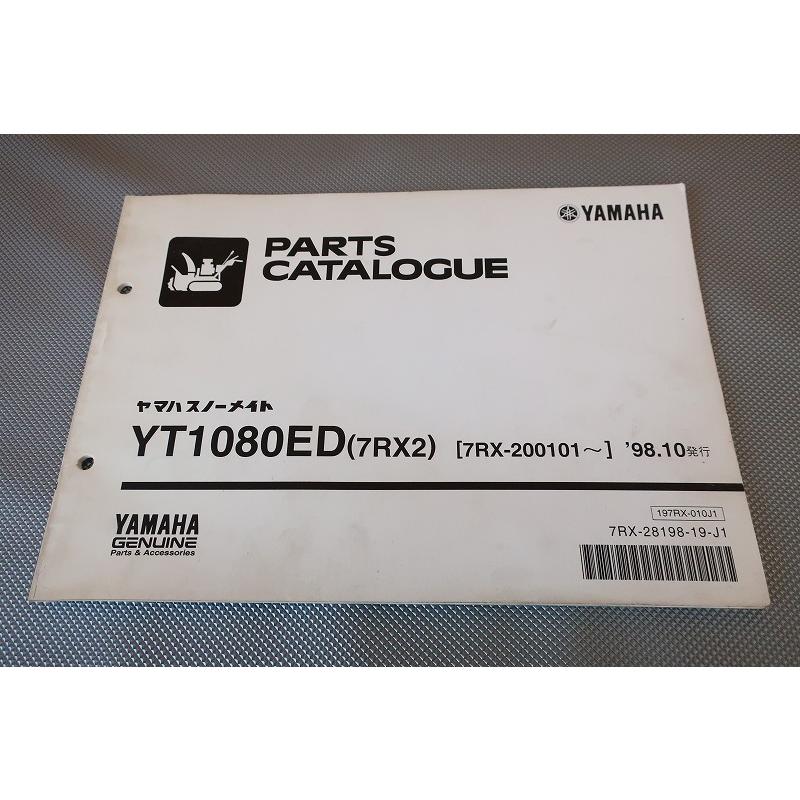 YAMAHA
PARTS
CATALOGUE
ヤマハ スノーメイト
YT1080ED(7RX2) [7RX-200101～] '98.10発行
197RX-010J1
7RX-28198-19-J1
YAMAHA
GENUINE
Parts & Accessories